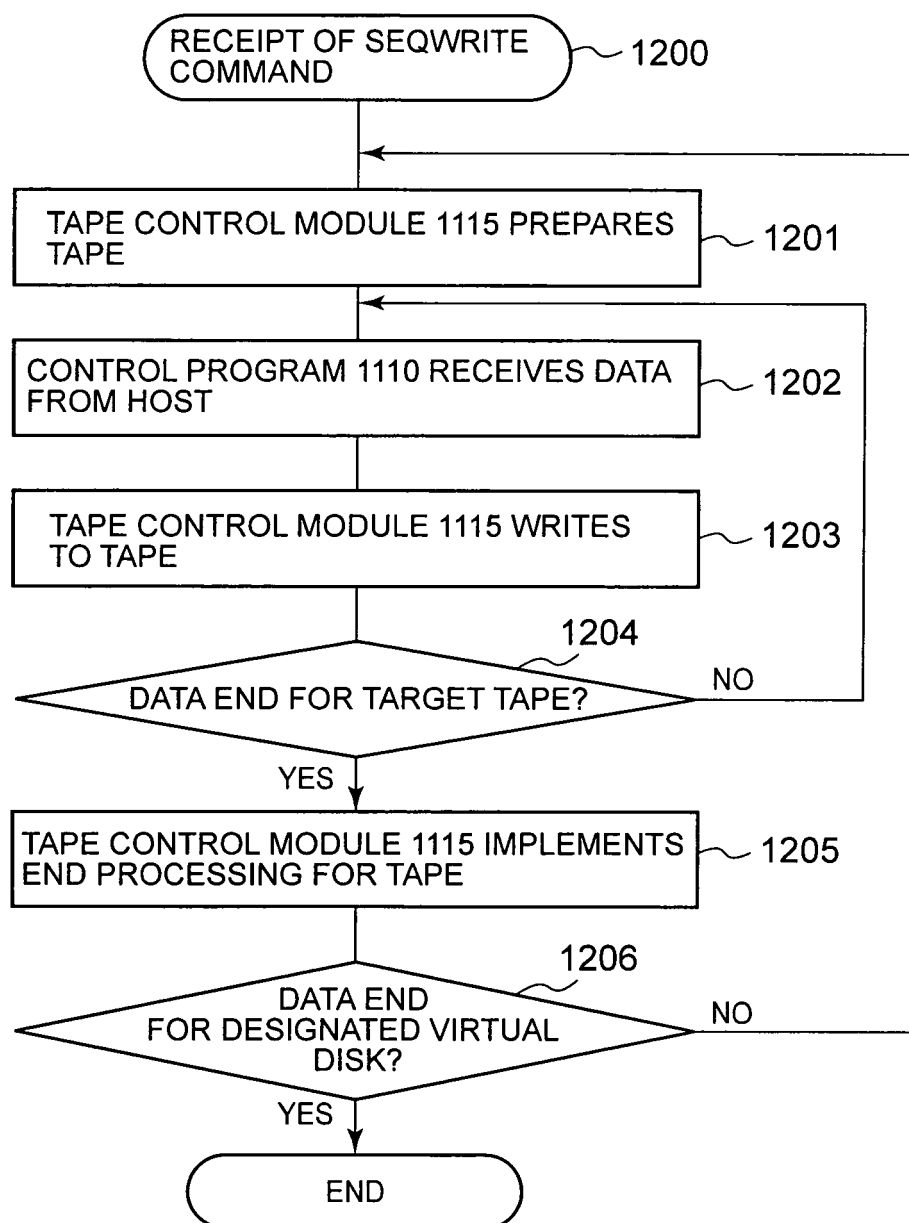 RECEIPT OF SEQWRITE
COMMAND
1200
TAPE CONTROL MODULE 1115 PREPARES
TAPE
1201
CONTROL PROGRAM 1110 RECEIVES DATA
FROM HOST
1202
TAPE CONTROL MODULE 1115 WRITES
TO TAPE
1203
1204
DATA END FOR TARGET TAPE?
NO
YES
TAPE CONTROL MODULE 1115 IMPLEMENTS
END PROCESSING FOR TAPE
1205
1206
DATA END
FOR DESIGNATED VIRTUAL
DISK?
NO
YES
END